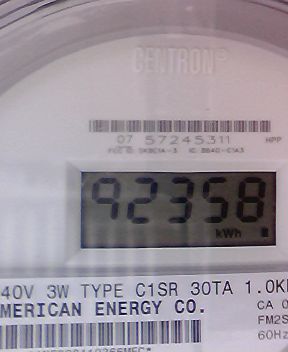 CENTRON®
07 57245311
HPP
92358
kWh
40V 3W TYPE C1SR 30TA 1.0K
MERICAN ENERGY CO.
CA 0
FM2S
60Hz